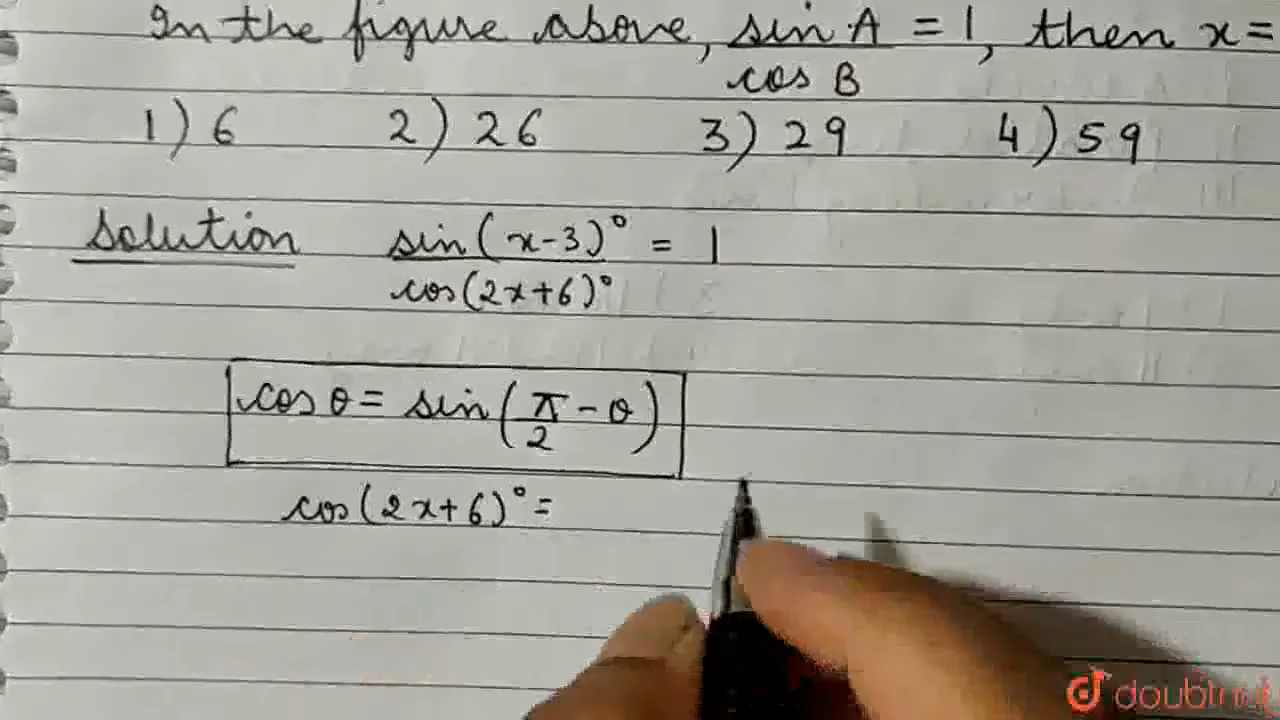 In the figure above, sin A = 1, then x =
cos B
1) 6 2) 26 3) 29 4) 59
Solution sin(x-3)° = 1
cos(2x+6)°
cos θ = sin(π/2 - θ)
cos(2x+6)° =
doubtnut